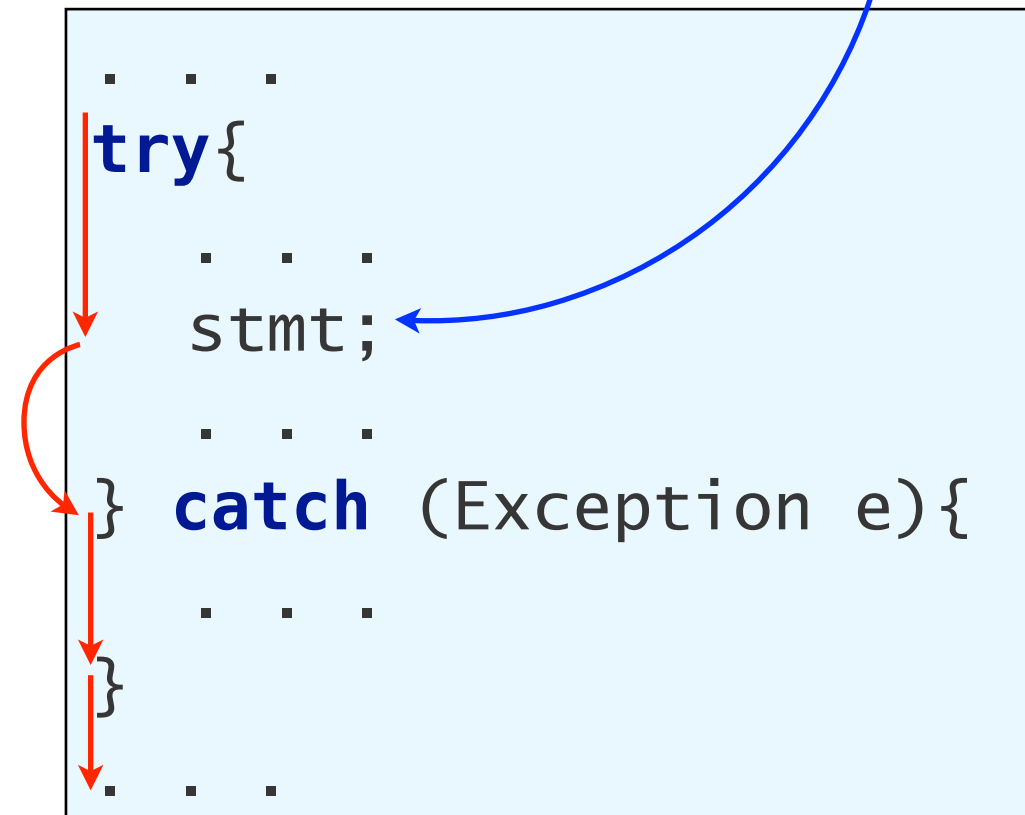 . . .
try{
. . .
stmt;
. . .
} catch (Exception e){
. . .
}
. . .